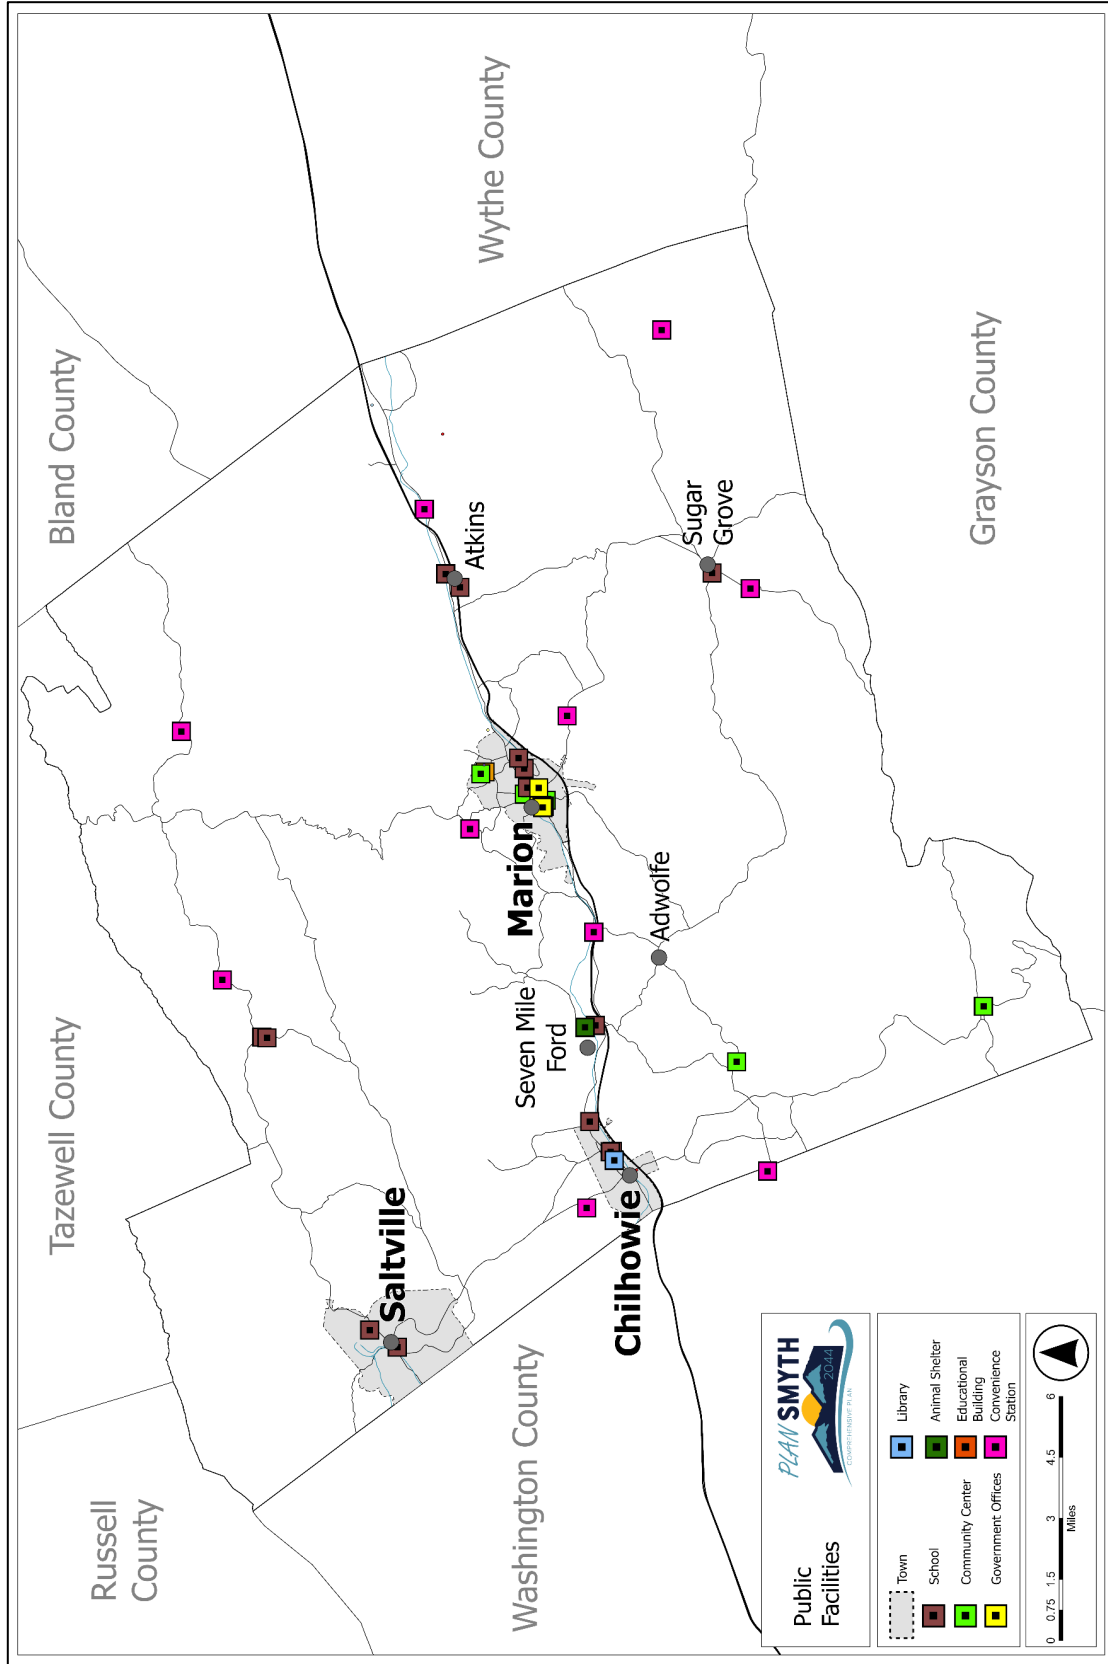 Russell
County
Tazewell County
Bland County
Wythe County
Grayson County
Washington County
Saltville
Chilhowie
Seven Mile
Ford
Marion
Adwolfe
Atkins
Sugar
Grove
Public
Facilities
PLAN SMYTH
2044
COMPREHENSIVE PLAN
Town
School
Community Center
Government Offices
Library
Animal Shelter
Educational
Building
Convenience
Station
0 0.75 1.5 3 4.5 6
Miles